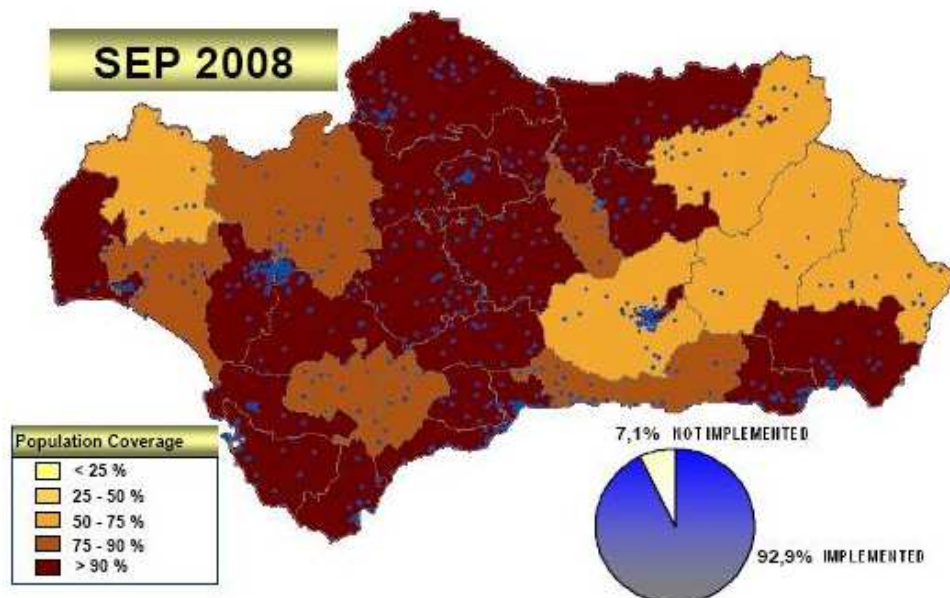 SEP 2008
Population Coverage
< 25 %
25 - 50 %
50 - 75 %
75 - 90 %
> 90 %
7,1% NOT IMPLEMENTED
92,9% IMPLEMENTED